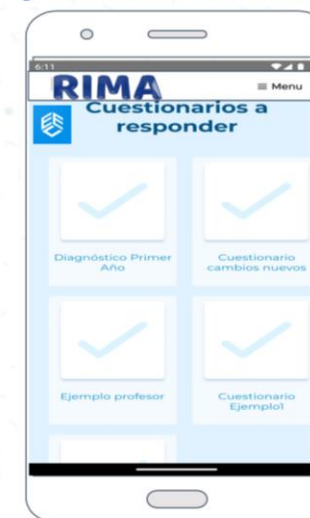 6:11
RIMA
≡ Menu
Cuestionarios a
responder
Diagnóstico Primer
Año
Cuestionario
cambios nuevos
Ejemplo profesor
Cuestionario
Ejemplo1